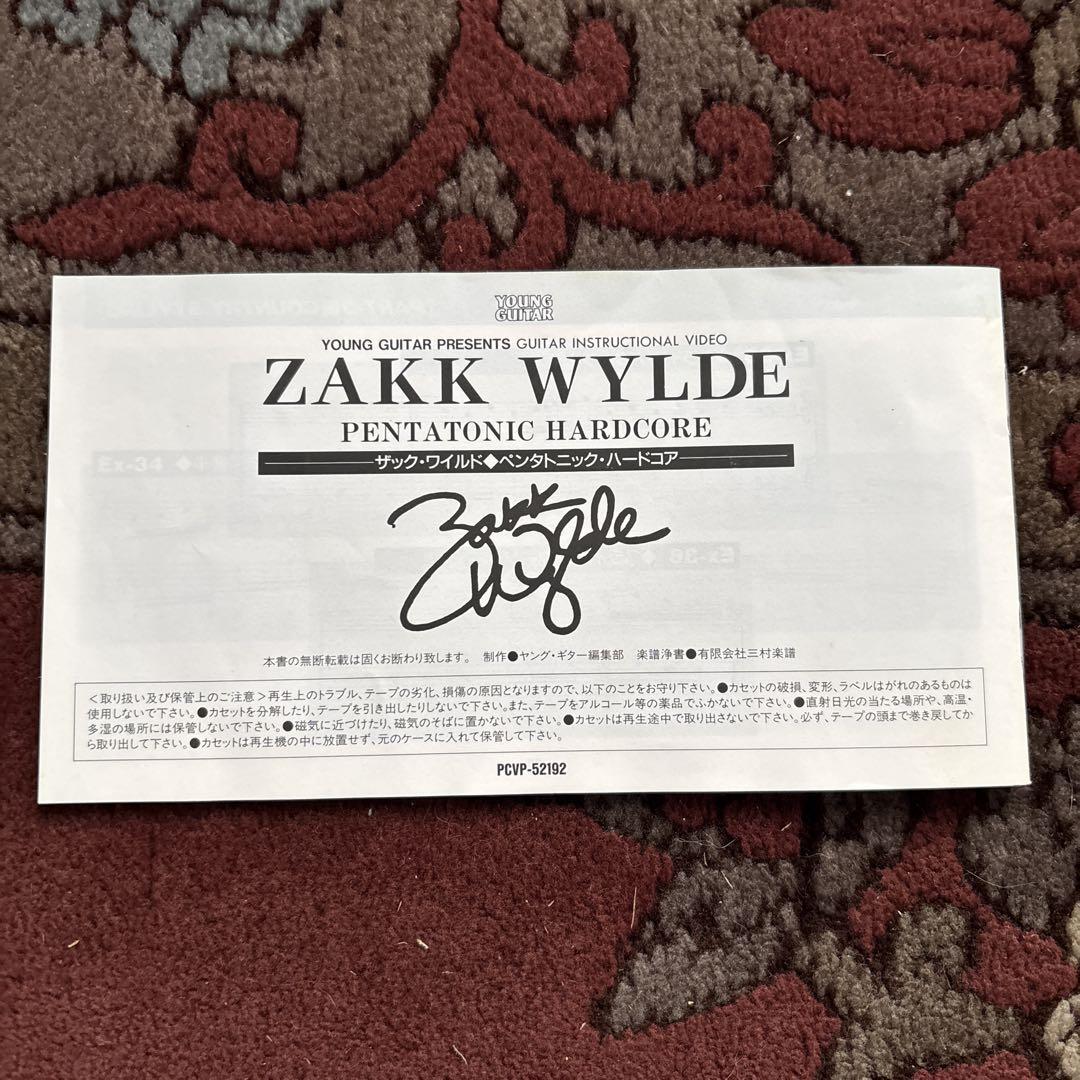 YOUNG
GUITAR
YOUNG GUITAR PRESENTS GUITAR INSTRUCTIONAL VIDEO
ZAKK WYLDE
PENTATONIC HARDCORE
ザック・ワイルド◆ペンタトニック・ハードコア
Zakk
Wylde
本書の無断転載は固くお断わり致します。 制作●ヤング・ギター編集部 楽譜浄書●有限会社三村楽譜
<取り扱い及び保管上のご注意>再生上のトラブル、テープの劣化、損傷の原因となりますので、以下のことをお守り下さい。●カセットの破損、変形、ラベルはがれのあるものは
使用しないで下さい。●カセットを分解したり、テープを引き出したりしないで下さい。また、テープをアルコール等の薬品でふかないで下さい。●直射日光の当たる場所や、高温・
多湿の場所には保管しないで下さい。●磁気に近づけたり、磁気のそばに置かないで下さい。●カセットは再生途中で取り出さないで下さい。必ず、テープの頭まで巻き戻してか
ら取り出して下さい。●カセットは再生機の中に放置せず、元のケースに入れて保管して下さい。
PCVP-52192
Ex-34
Ex-36